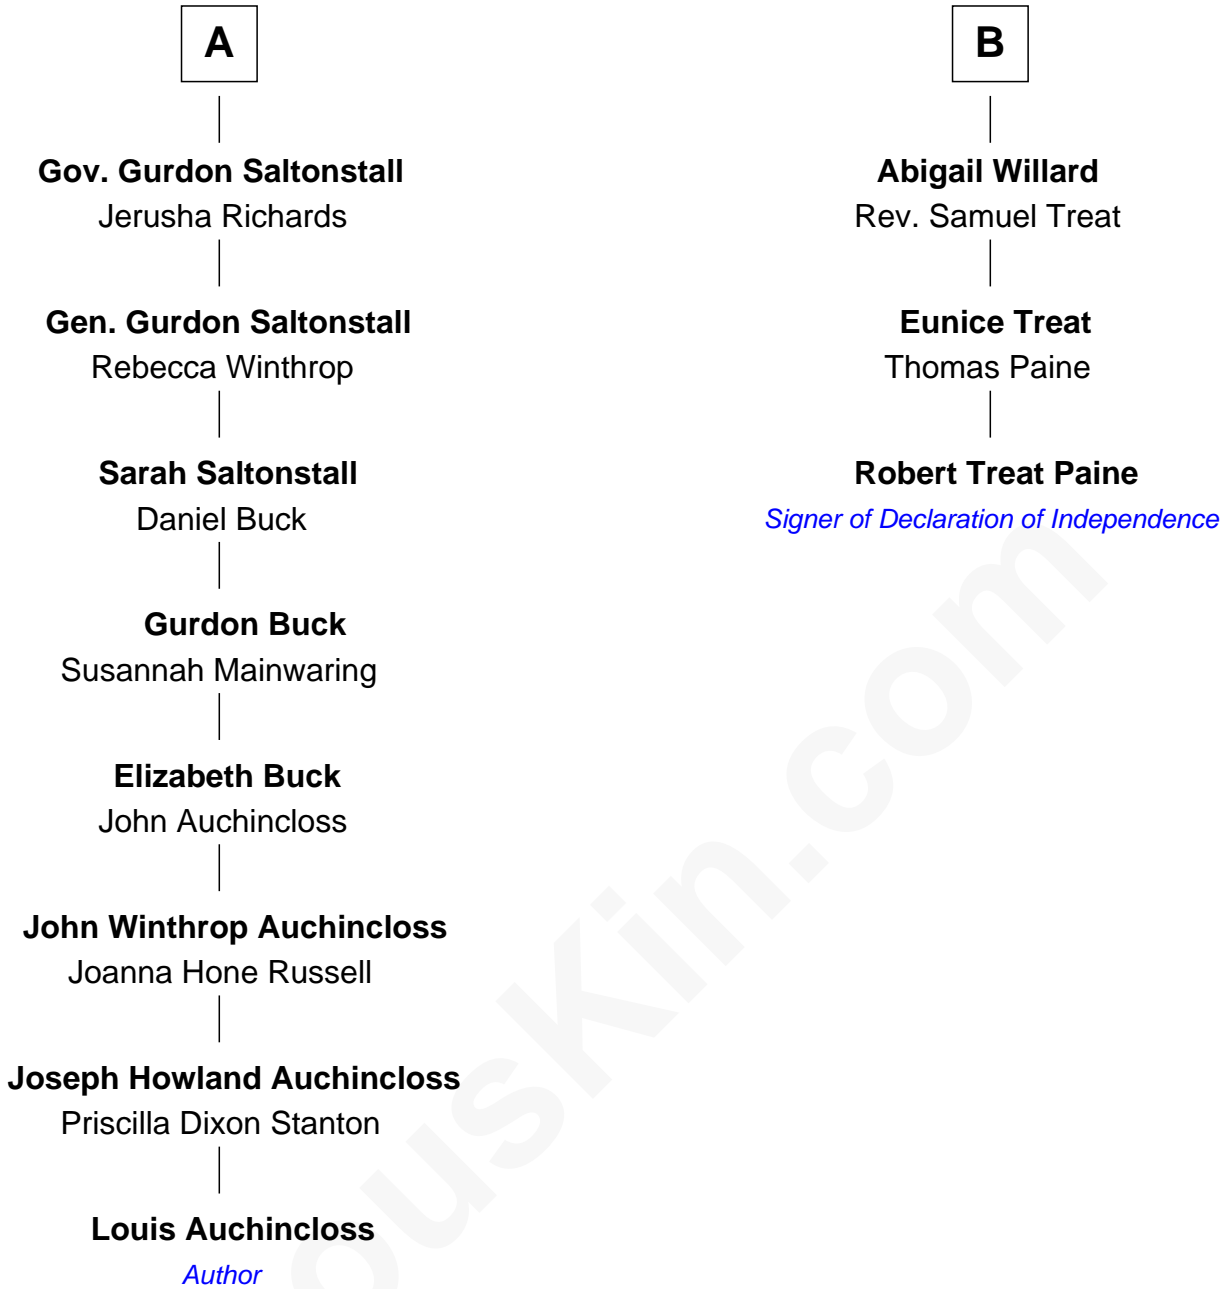 A
Gov. Gurdon Saltonstall
Jerusha Richards
Gen. Gurdon Saltonstall
Rebecca Winthrop
Sarah Saltonstall
Daniel Buck
Gurdon Buck
Susannah Mainwaring
Elizabeth Buck
John Auchincloss
John Winthrop Auchincloss
Joanna Hone Russell
Joseph Howland Auchincloss
Priscilla Dixon Stanton
Louis Auchincloss
Author
B
Abigail Willard
Rev. Samuel Treat
Eunice Treat
Thomas Paine
Robert Treat Paine
Signer of Declaration of Independence
ousKin.com